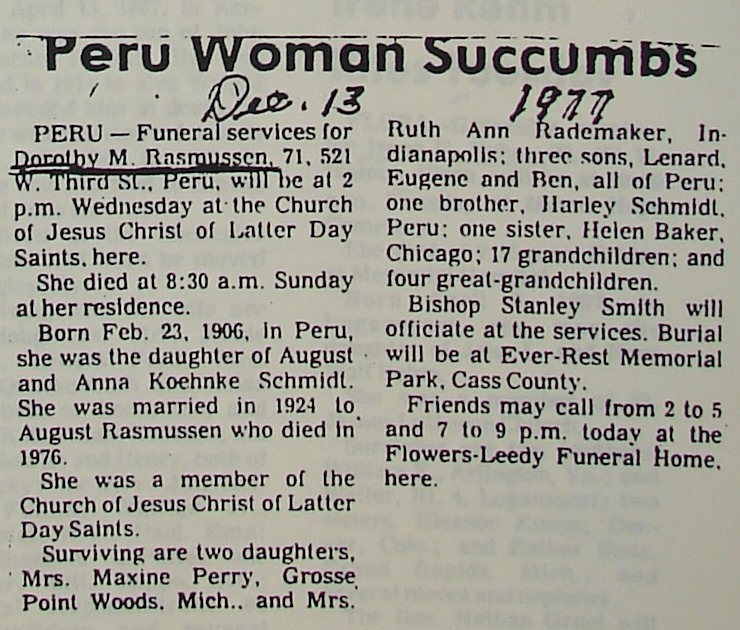 Peru Woman Succumbs
Dec. 13 1977
PERU — Funeral services for
Dorothy M. Rasmussen, 71, 521
W. Third St., Peru, will be at 2
p.m. Wednesday at the Church
of Jesus Christ of Latter Day
Saints, here.
She died at 8:30 a.m. Sunday
at her residence.
Born Feb. 23, 1906, in Peru,
she was the daughter of August
and Anna Koehnke Schmidt.
She was married in 1924 to
August Rasmussen who died in
1976.
She was a member of the
Church of Jesus Christ of Latter
Day Saints.
Surviving are two daughters,
Mrs. Maxine Perry, Grosse
Point Woods, Mich., and Mrs.
Ruth Ann Rademaker, In-
dianapolls; three sons, Lenard,
Eugene and Ben, all of Peru;
one brother, Harley Schmidt,
Peru; one sister, Helen Baker,
Chicago; 17 grandchildren; and
four great-grandchildren.
Bishop Stanley Smith will
officiate at the services. Burial
will be at Ever-Rest Memorial
Park, Cass County.
Friends may call from 2 to 5
and 7 to 9 p.m. today at the
Flowers-Leedy Funeral Home,
here.